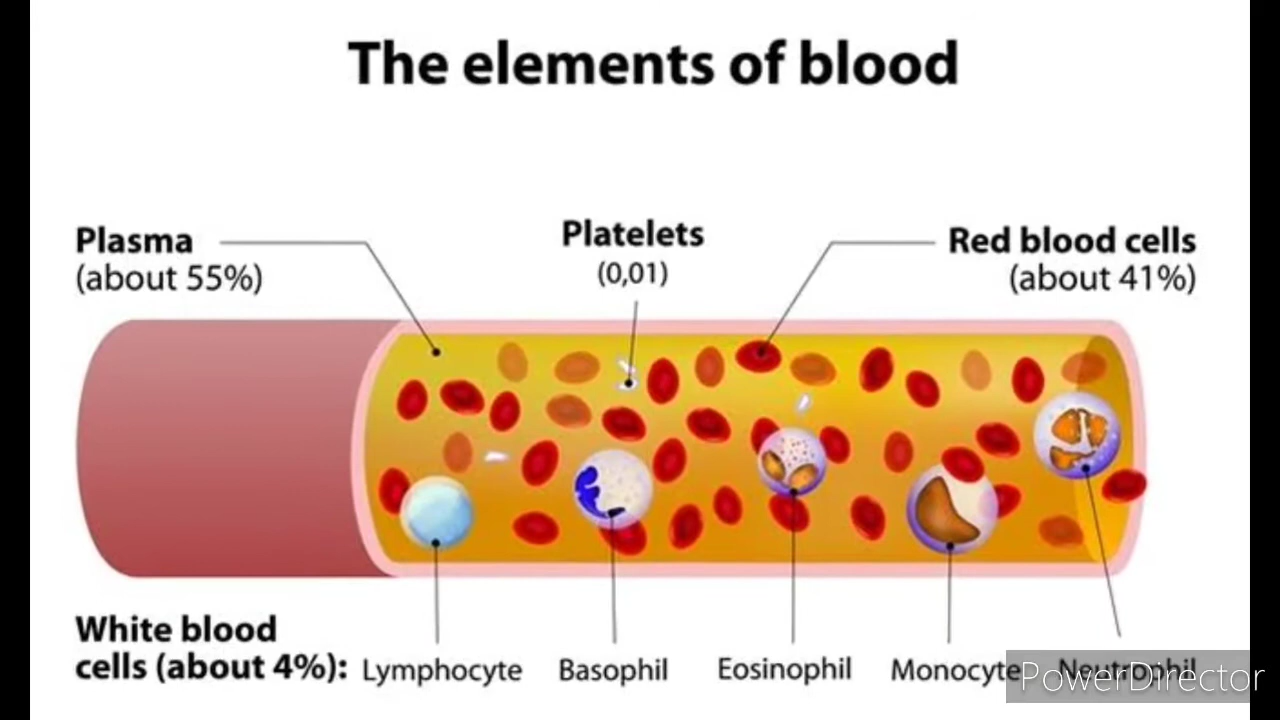 The elements of blood
Plasma
(about 55%)
Platelets
(0,01)
Red blood cells
(about 41%)
White blood
cells (about 4%):
Lymphocyte
Basophil
Eosinophil
Monocyte
Neutrophil
PowerDirector